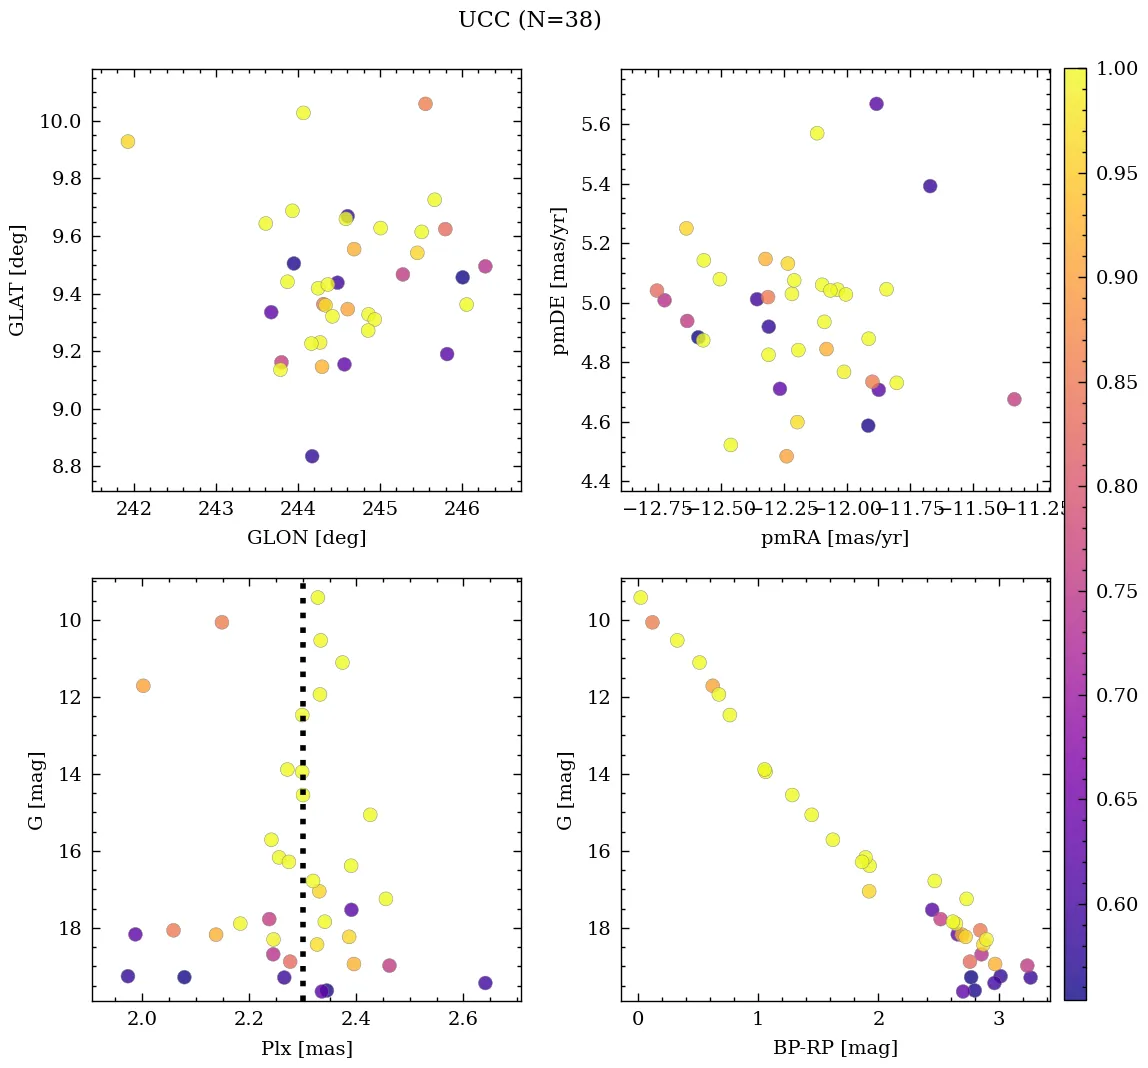 UCC (N=38)
10.0
9.8
9.6
9.4
9.2
9.0
8.8
GLAT [deg]
242 243 244 245 246
GLON [deg]
5.6
5.4
5.2
5.0
4.8
4.6
4.4
pmDE [mas/yr]
−12.75 −12.50 −12.25 −12.00 −11.75 −11.50 −11.25
pmRA [mas/yr]
1.00
0.95
0.90
0.85
0.80
0.75
0.70
0.65
0.60
10
12
14
16
18
G [mag]
2.0 2.2 2.4 2.6
Plx [mas]
10
12
14
16
18
G [mag]
0 1 2 3
BP-RP [mag]